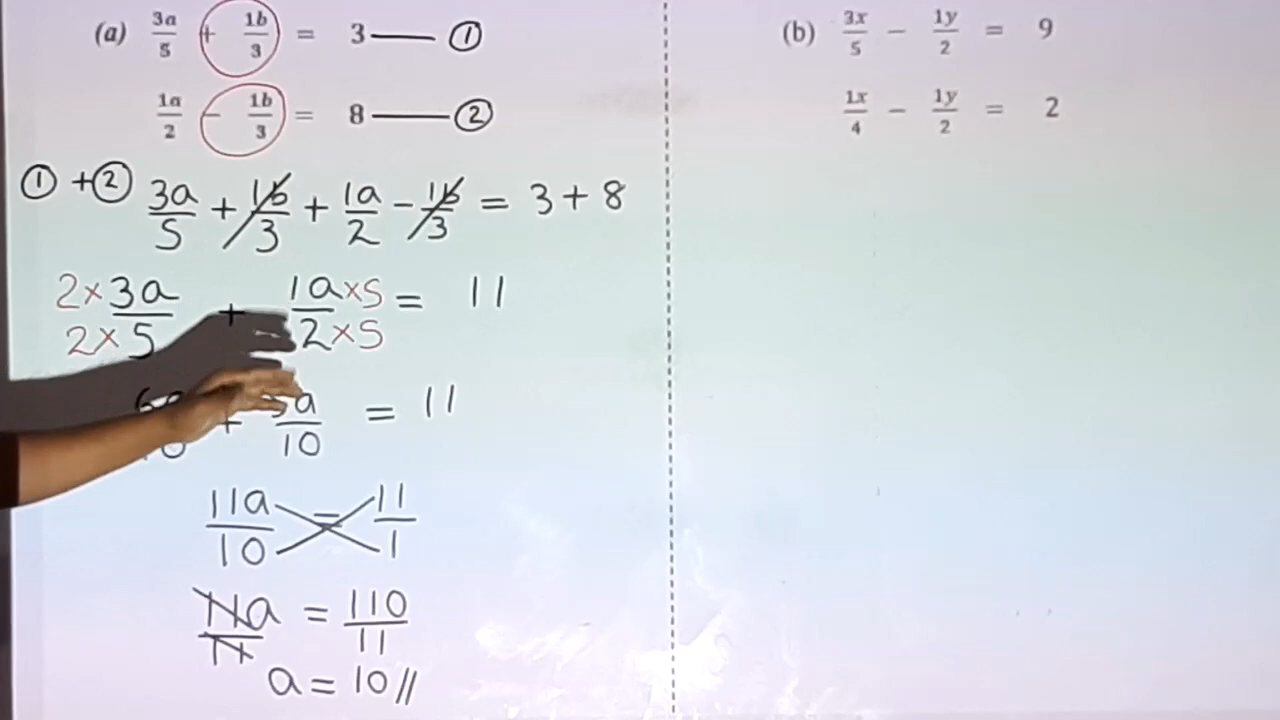 (a) 3a/5 + 1b/3 = 3 —— ①
1a/2 − 1b/3 = 8 —— ②
① + ② 3a/5 + 1b/3 + 1a/2 − 1b/3 = 3 + 8
2×3a/2×5 + 1a×5/2×5 = 11
+ a/10 = 11
11a/10 = 11/1
11a/11 = 110/11
a = 10 //
(b) 3x/5 − 1y/2 = 9
1x/4 − 1y/2 = 2